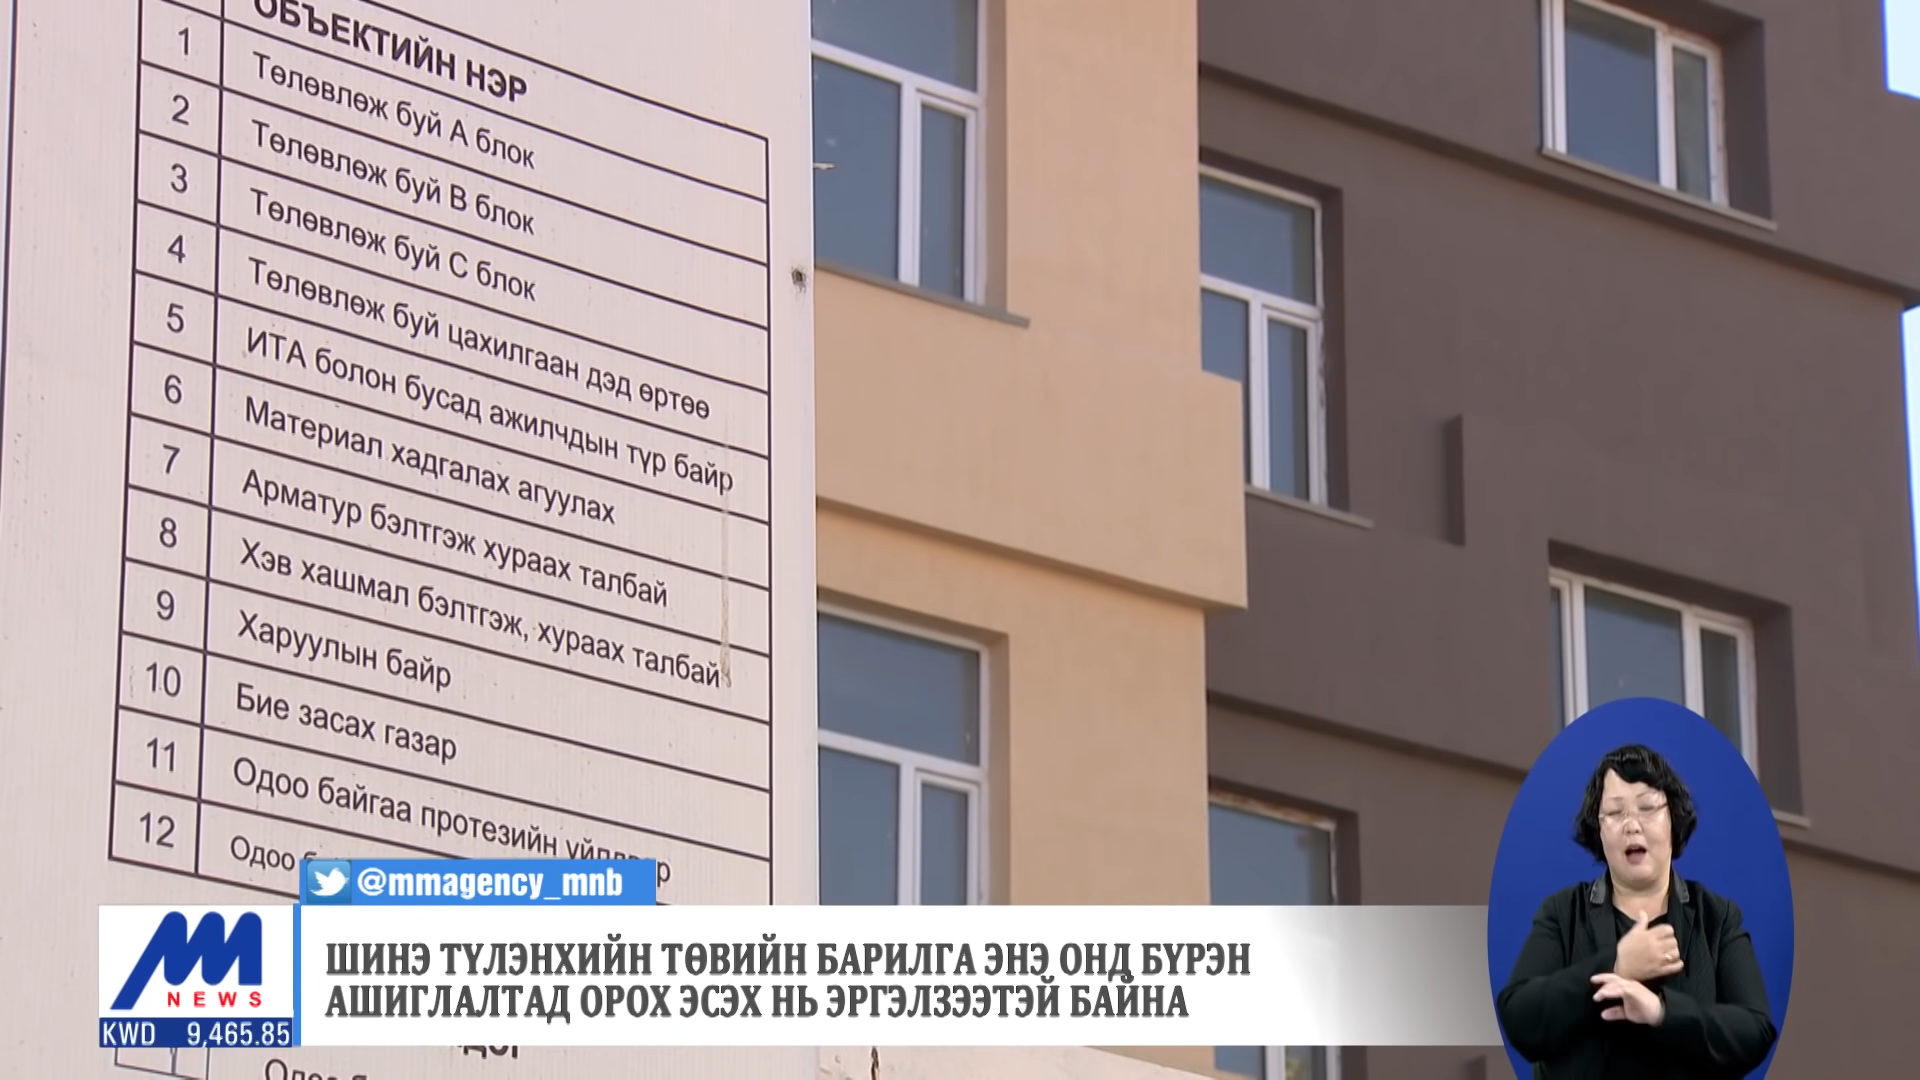 ОБЪЕКТИЙН НЭР
1 Төлөвлөж буй А блок
2 Төлөвлөж буй В блок
3 Төлөвлөж буй С блок
4 Төлөвлөж буй цахилгаан дэд өртөө
5 ИТА болон бусад ажилчдын түр байр
6 Материал хадгалах агуулах
7 Арматур бэлтгэж хураах талбай
8 Хэв хашмал бэлтгэж, хураах талбай
9 Харуулын байр
10 Бие засах газар
11 Одоо байгаа протезийн
12 Одоо
@mmagency_mnb
ШИНЭ ТҮЛЭНХИЙН ТӨВИЙН БАРИЛГА ЭНЭ ОНД БҮРЭН
АШИГЛАЛТАД ОРОХ ЭСЭХ НЬ ЭРГЭЛЗЭЭТЭЙ БАЙНА
MM
NEWS
KWD 9,465.85